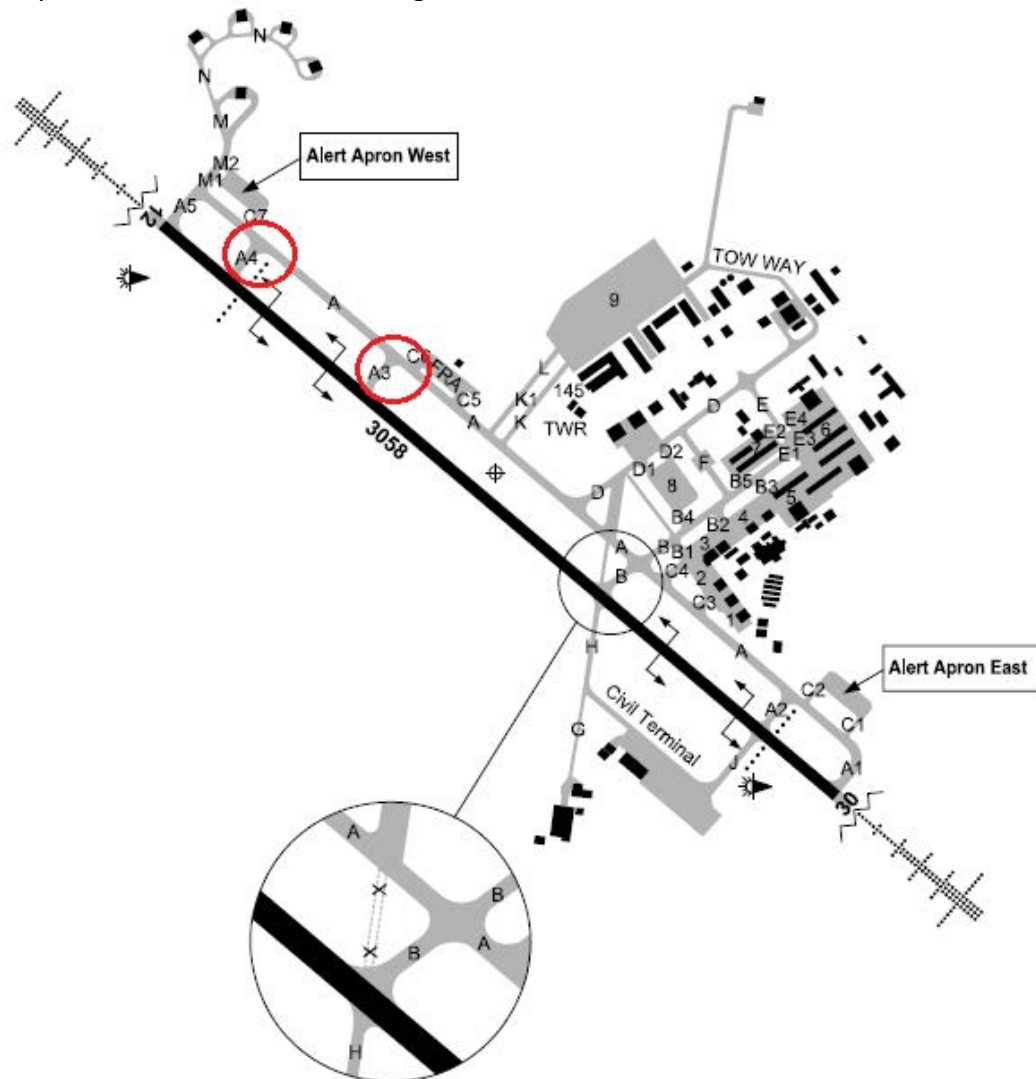 N
N
M
Alert Apron West
M2
M1
A5
C7
12
A4
TOW WAY
9
A
A3
C6
FRA
C5
L
K1
145
A
K
TWR
3058
D
E
E4
E2
6
E3
7
E1
D2
D1
F
B5
B3
8
5
D
B4
B2
4
A
B
B1
3
B
C4
2
C3
1
H
A
Alert Apron East
C2
Civil Terminal
A2
C1
G
J
A1
30
A
B
A
B
H